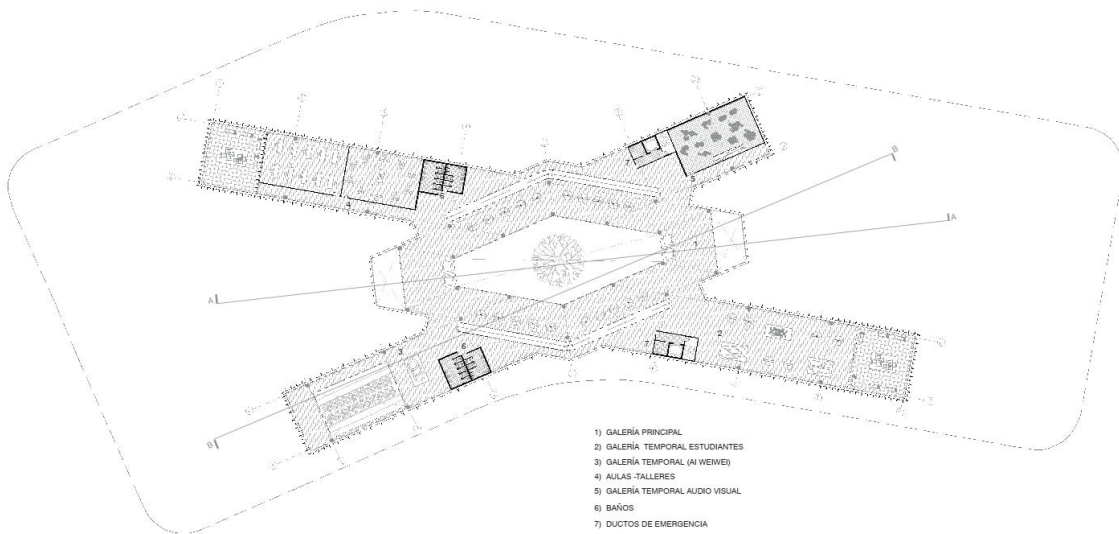 B
A
5
7
4
1
A
2
3
6
7
B
1) GALERÍA PRINCIPAL
2) GALERÍA TEMPORAL ESTUDIANTES
3) GALERÍA TEMPORAL (AI WEIWEI)
4) AULAS -TALLERES
5) GALERÍA TEMPORAL AUDIO VISUAL
6) BAÑOS
7) DUCTOS DE EMERGENCIA